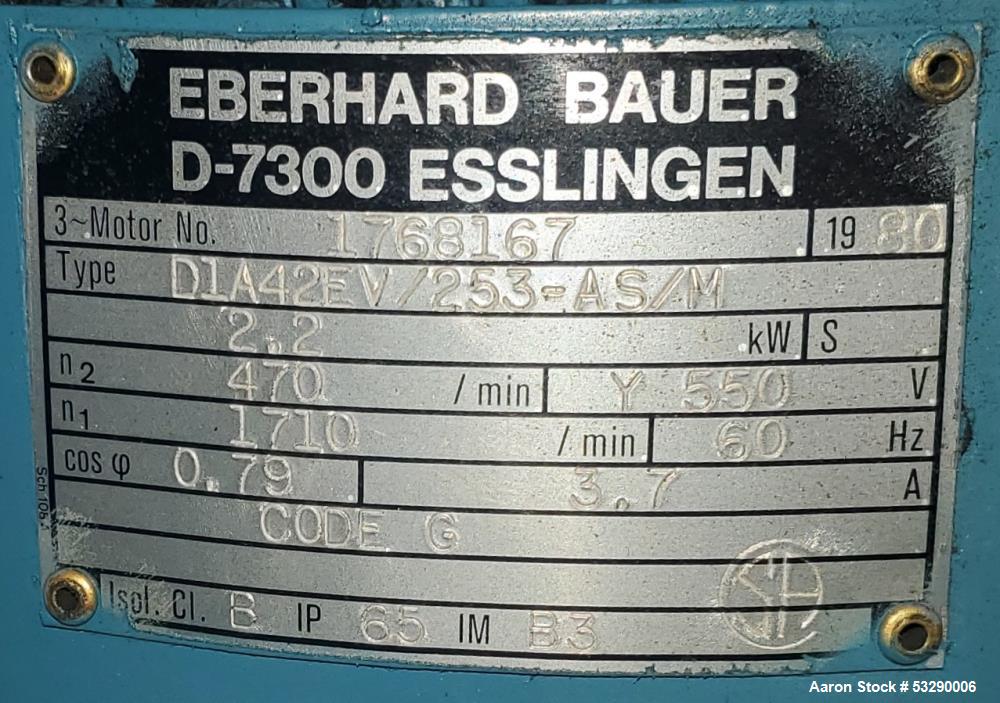 EBERHARD BAUER
D-7300 ESSLINGEN
3~Motor No. 1768167 19 80
Type D1A42EV/253-AS/M
2.2 kW S
n2 470 / min Y 550 V
n1 1710 / min 60 Hz
cos φ 0.79 3.7 A
CODE G
Isol. Cl. B IP 65 IM B3
SA
Aaron Stock # 53290006